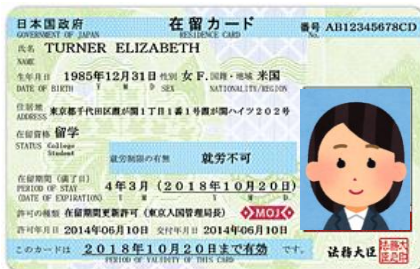 日本国政府 在留カード 番号 AB12345678CD
GOVERNMENT OF JAPAN RESIDENCE CARD No.
氏名 TURNER ELIZABETH
NAME
生年月日 1985年12月31日 性別 女 F. 国籍・地域 米国
DATE OF BIRTH Y M D SEX NATIONALITY/REGION
住居地 東京都千代田区霞が関1丁目1番1号霞が関ハイツ202号
ADDRESS
在留資格 留学
STATUS College Student
就労制限の有無 就労不可
在留期間(満了日) 4年3月(2018年10月20日)
PERIOD OF STAY
(DATE OF EXPIRATION) Y M Y M D
許可の種類 在留期間更新許可(東京入国管理局長) MOJ
許可年月日 2014年06月10日 交付年月日 2014年06月10日
このカードは 2018年10月20日まで有効 です。
PERIOD OF VALIDITY OF THIS CARD
法務大臣